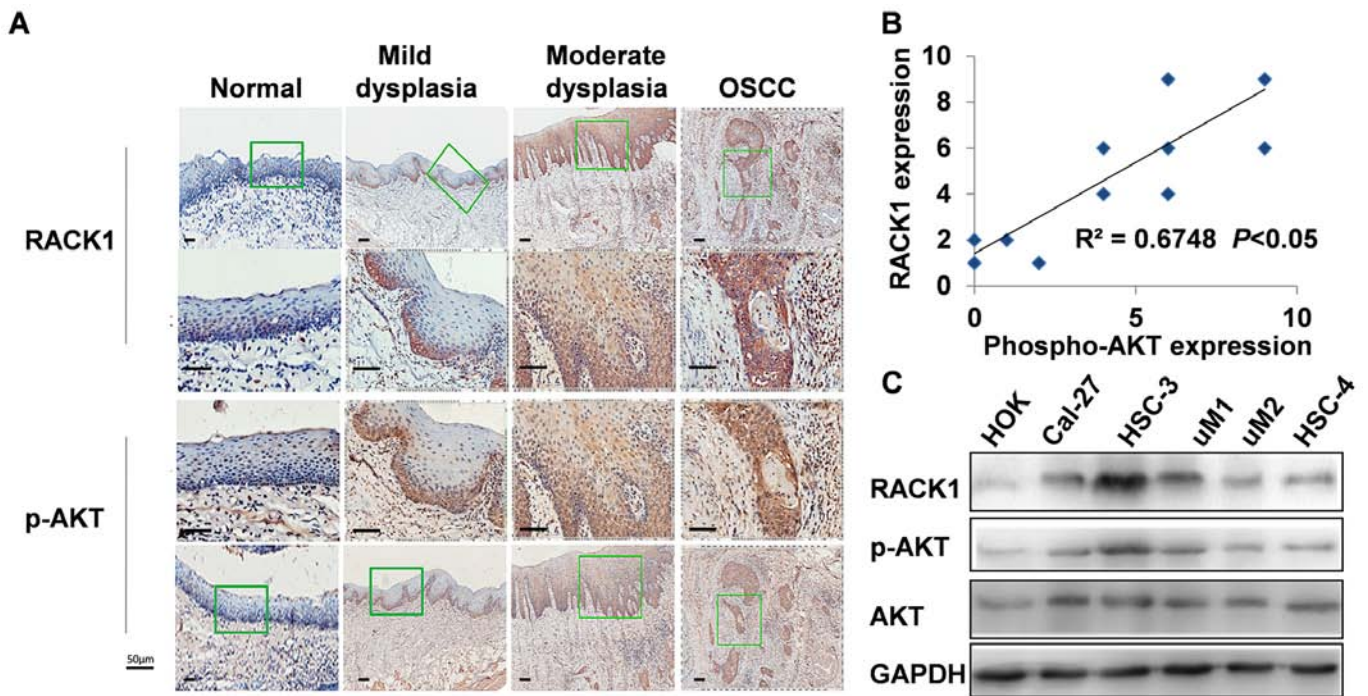 A
Normal
Mild
dysplasia
Moderate
dysplasia
OSCC
RACK1
p-AKT
50μm
B
RACK1 expression
10
8
6
4
2
0
R² = 0.6748 P<0.05
0 5 10
Phospho-AKT expression
C
HOK Cal-27 HSC-3 uM1 uM2 HSC-4
RACK1
p-AKT
AKT
GAPDH